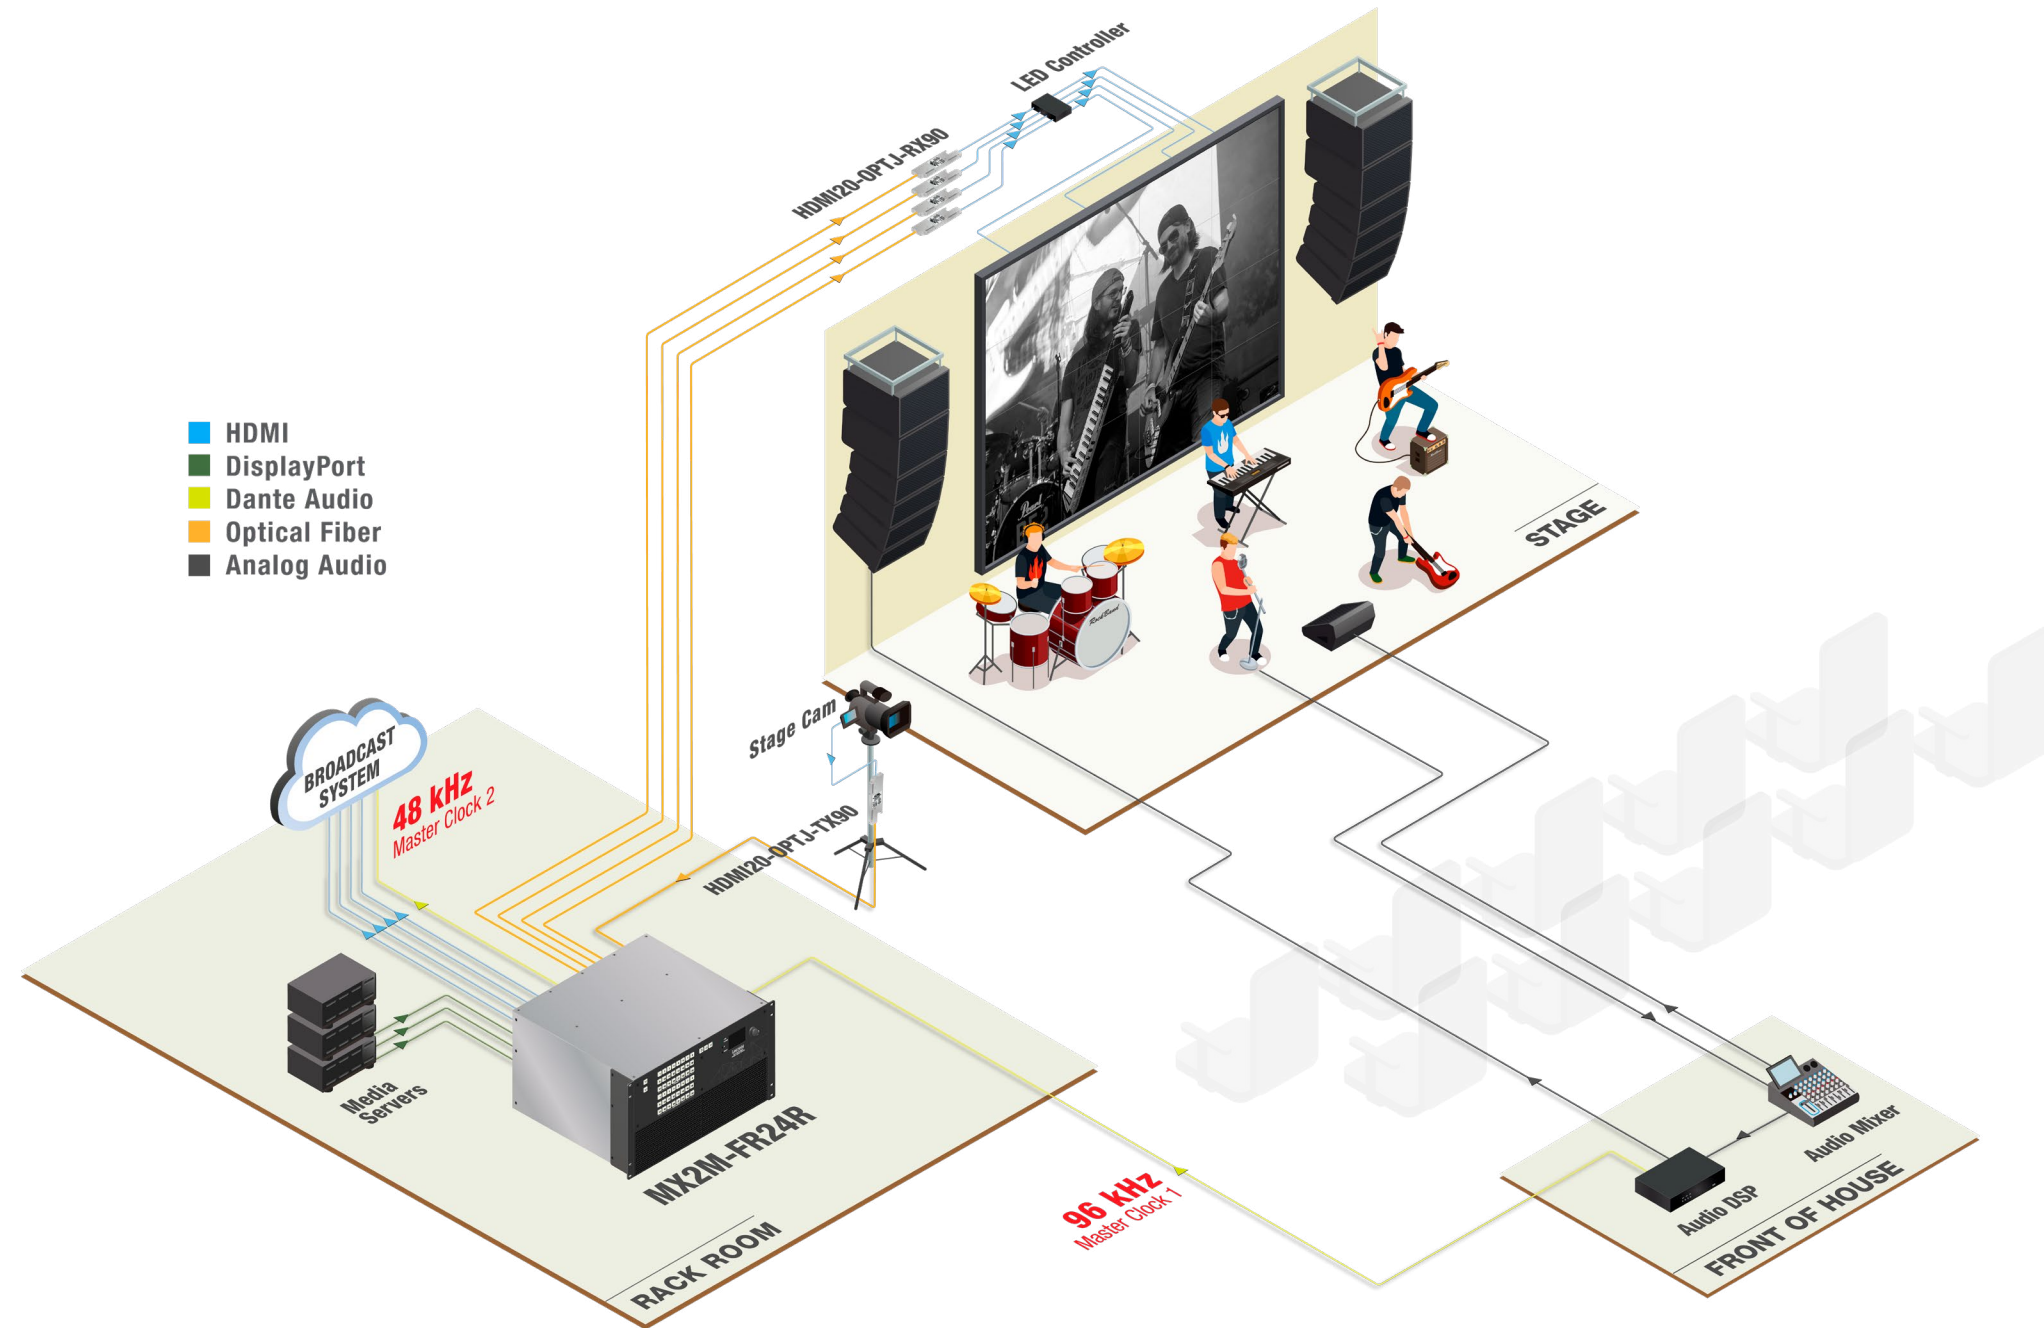 LED Controller
HDMI20-OPTJ-RX90
HDMI
DisplayPort
Dante Audio
Optical Fiber
Analog Audio
Pearl
RockBand
STAGE
Stage Cam
BROADCAST
SYSTEM
48 kHz
Master Clock 2
HDMI20-OPTJ-TX90
Media
Servers
MX2M-FR24R
RACK ROOM
96 kHz
Master Clock 1
Audio Mixer
Audio DSP
FRONT OF HOUSE